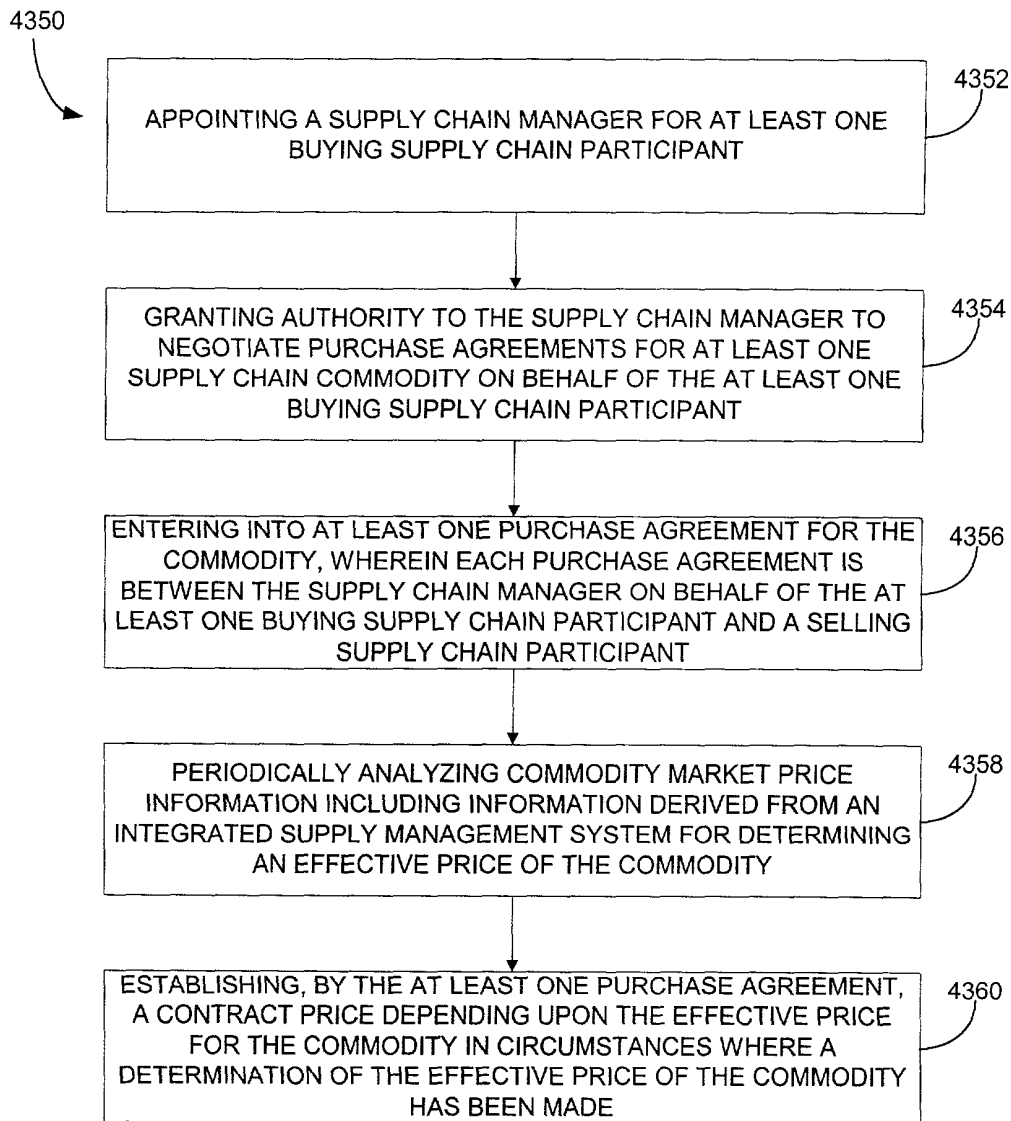 4350
4352
APPOINTING A SUPPLY CHAIN MANAGER FOR AT LEAST ONE
BUYING SUPPLY CHAIN PARTICIPANT
4354
GRANTING AUTHORITY TO THE SUPPLY CHAIN MANAGER TO
NEGOTIATE PURCHASE AGREEMENTS FOR AT LEAST ONE
SUPPLY CHAIN COMMODITY ON BEHALF OF THE AT LEAST ONE
BUYING SUPPLY CHAIN PARTICIPANT
4356
ENTERING INTO AT LEAST ONE PURCHASE AGREEMENT FOR THE
COMMODITY, WHEREIN EACH PURCHASE AGREEMENT IS
BETWEEN THE SUPPLY CHAIN MANAGER ON BEHALF OF THE AT
LEAST ONE BUYING SUPPLY CHAIN PARTICIPANT AND A SELLING
SUPPLY CHAIN PARTICIPANT
4358
PERIODICALLY ANALYZING COMMODITY MARKET PRICE
INFORMATION INCLUDING INFORMATION DERIVED FROM AN
INTEGRATED SUPPLY MANAGEMENT SYSTEM FOR DETERMINING
AN EFFECTIVE PRICE OF THE COMMODITY
4360
ESTABLISHING, BY THE AT LEAST ONE PURCHASE AGREEMENT,
A CONTRACT PRICE DEPENDING UPON THE EFFECTIVE PRICE
FOR THE COMMODITY IN CIRCUMSTANCES WHERE A
DETERMINATION OF THE EFFECTIVE PRICE OF THE COMMODITY
HAS BEEN MADE